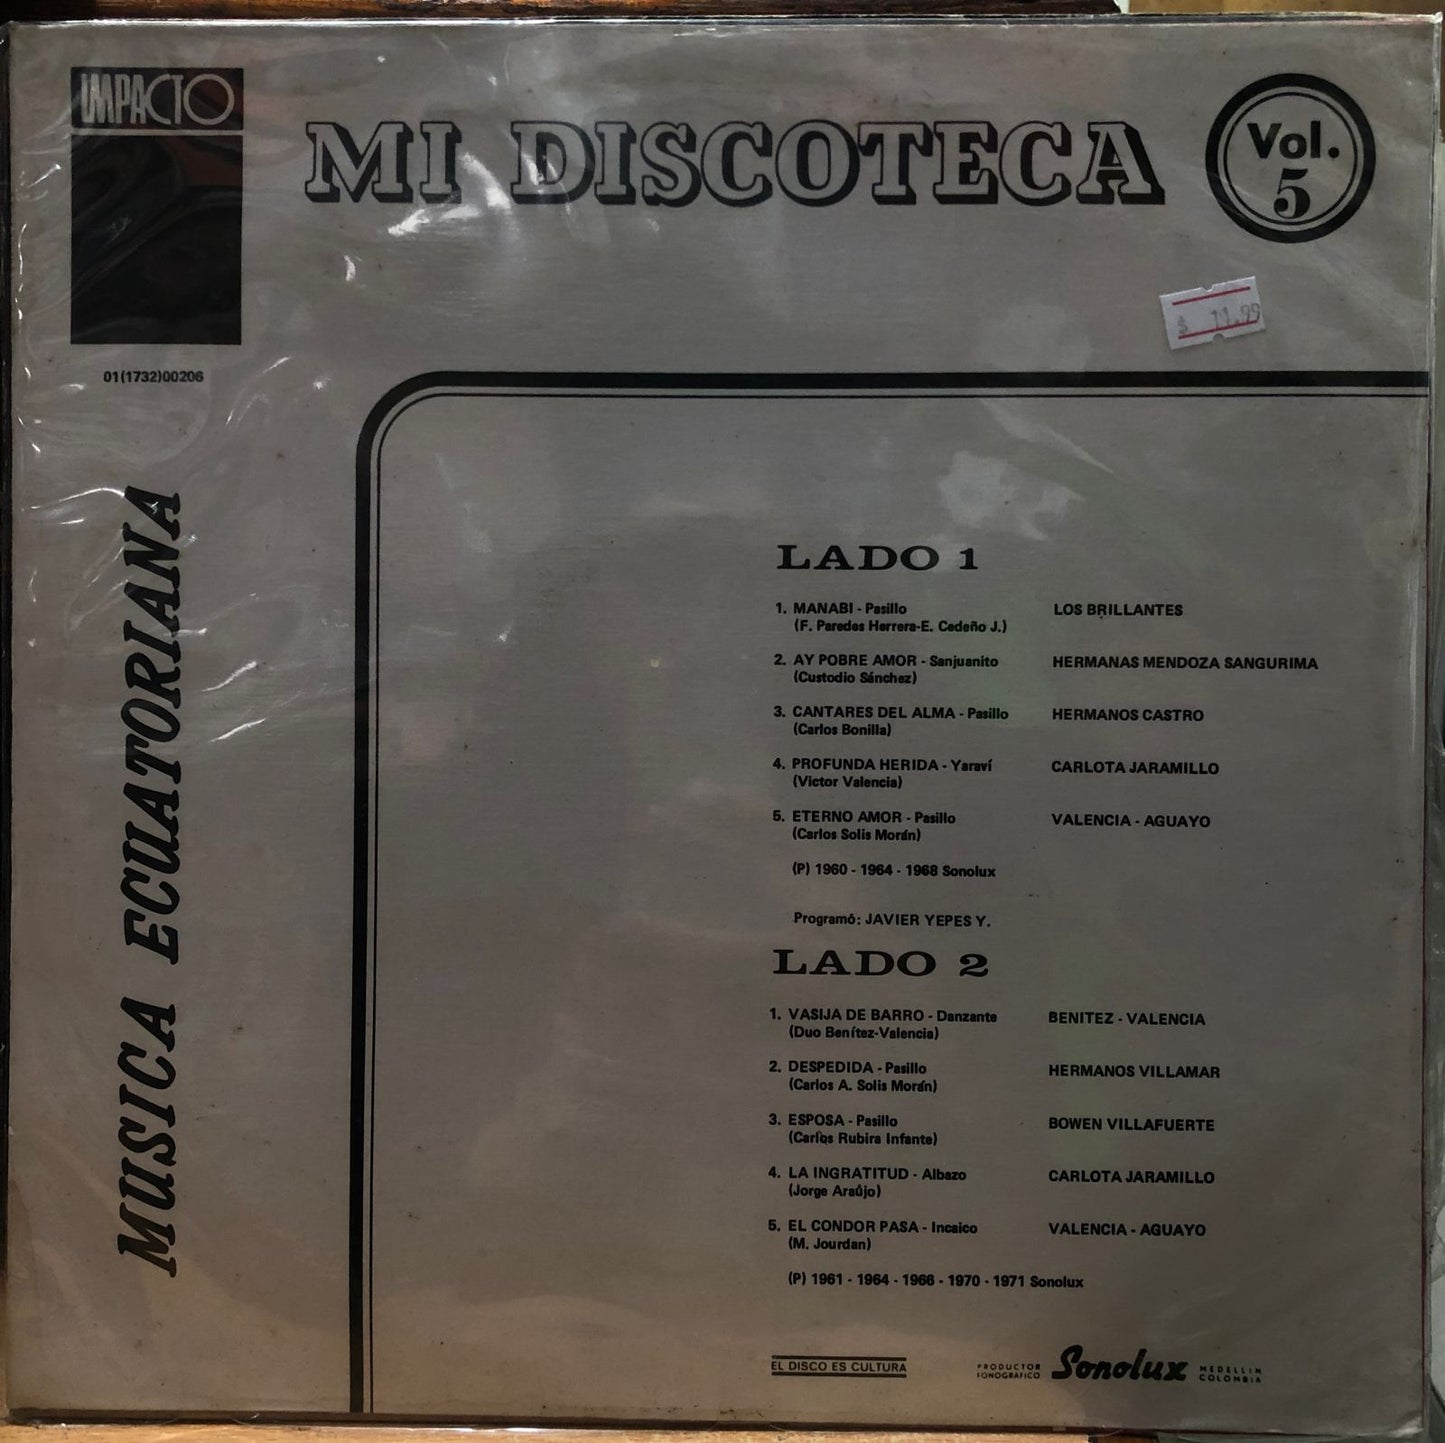 IMPACTO
MI DISCOTECA
Vol.
5
$ 11.99
01(1732)00206
MUSICA ECUATORIANA
LADO 1
1. MANABI - Pasillo LOS BRILLANTES
(F. Paredes Herrera-E. Cedeño J.)
2. AY POBRE AMOR - Sanjuanito HERMANAS MENDOZA SANGURIMA
(Custodio Sánchez)
3. CANTARES DEL ALMA - Pasillo HERMANOS CASTRO
(Carlos Bonilla)
4. PROFUNDA HERIDA - Yaraví CARLOTA JARAMILLO
(Victor Valencia)
5. ETERNO AMOR - Pasillo VALENCIA - AGUAYO
(Carlos Solis Morán)
(P) 1960 - 1964 - 1968 Sonolux
Programó: JAVIER YEPES Y.
LADO 2
1. VASIJA DE BARRO - Danzante BENITEZ - VALENCIA
(Duo Benítez-Valencia)
2. DESPEDIDA - Pasillo HERMANOS VILLAMAR
(Carlos A. Solis Morán)
3. ESPOSA - Pasillo BOWEN VILLAFUERTE
(Carlos Rubira Infante)
4. LA INGRATITUD - Albazo CARLOTA JARAMILLO
(Jorge Araújo)
5. EL CONDOR PASA - Incaico VALENCIA - AGUAYO
(M. Jourdan)
(P) 1961 - 1964 - 1966 - 1970 - 1971 Sonolux
EL DISCO ES CULTURA
PRODUCTOR
FONOGRAFICO
Sonolux
MEDELLIN
COLOMBIA